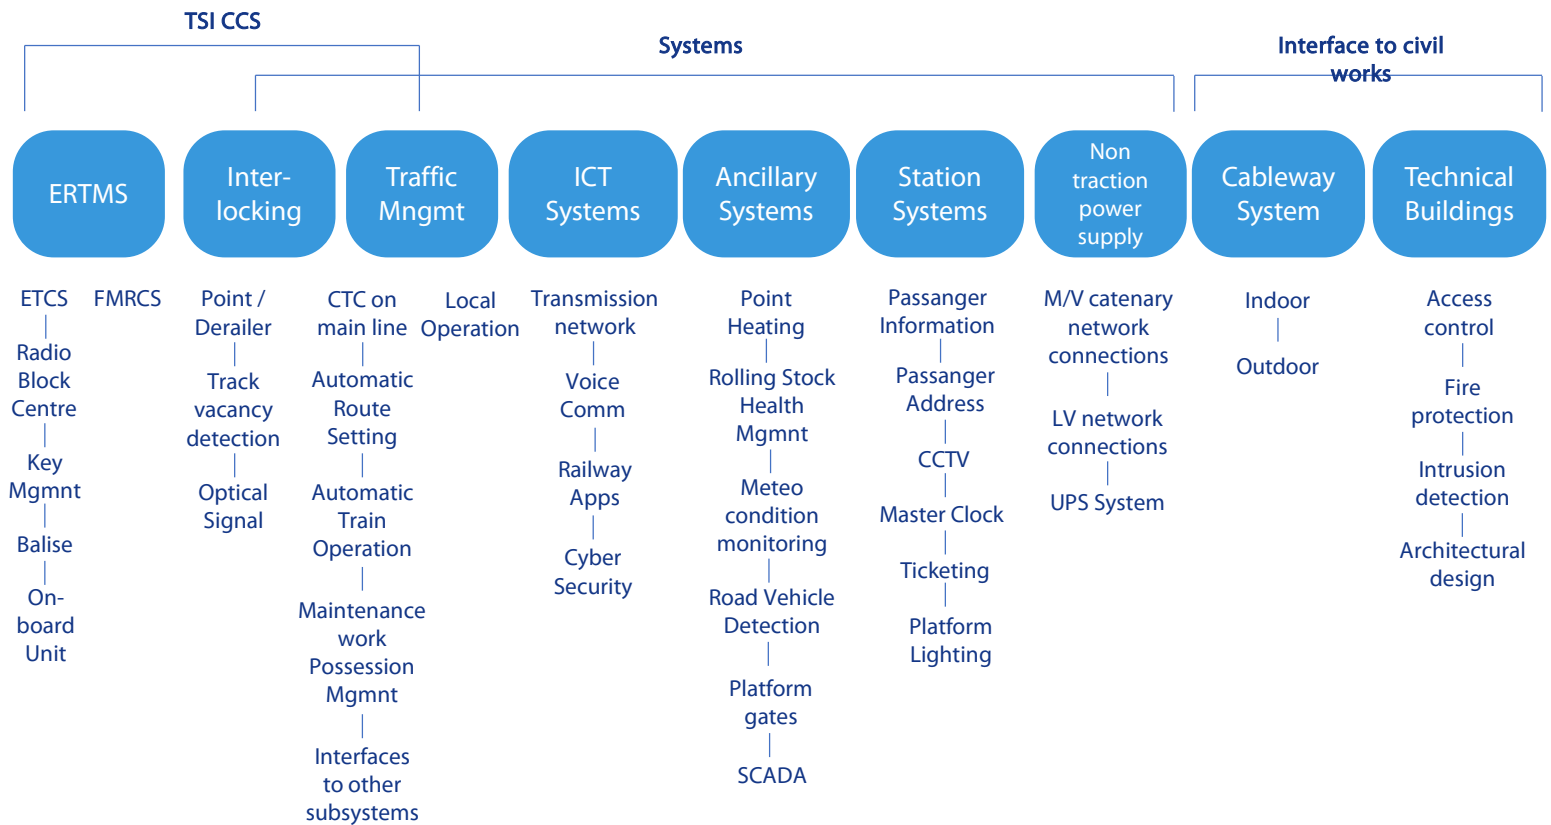 TSI CCS
Systems
Interface to civil
works
ERTMS
Inter-
locking
Traffic
Mngmt
ICT
Systems
Ancillary
Systems
Station
Systems
Non
traction
power
supply
Cableway
System
Technical
Buildings
ETCS
Radio
Block
Centre
Key
Mgmnt
Balise
On-
board
Unit
FMRCS
Point /
Derailer
Track
vacancy
detection
Optical
Signal
CTC on
main line
Automatic
Route
Setting
Automatic
Train
Operation
Maintenance
work
Possession
Mgmnt
Interfaces
to other
subsystems
Local
Operation
Transmission
network
Voice
Comm
Railway
Apps
Cyber
Security
Point
Heating
Rolling Stock
Health
Mgmnt
Meteo
condition
monitoring
Road Vehicle
Detection
Platform
gates
SCADA
Passanger
Information
Passanger
Address
CCTV
Master Clock
Ticketing
Platform
Lighting
M/V catenary
network
connections
LV network
connections
UPS System
Indoor
Outdoor
Access
control
Fire
protection
Intrusion
detection
Architectural
design